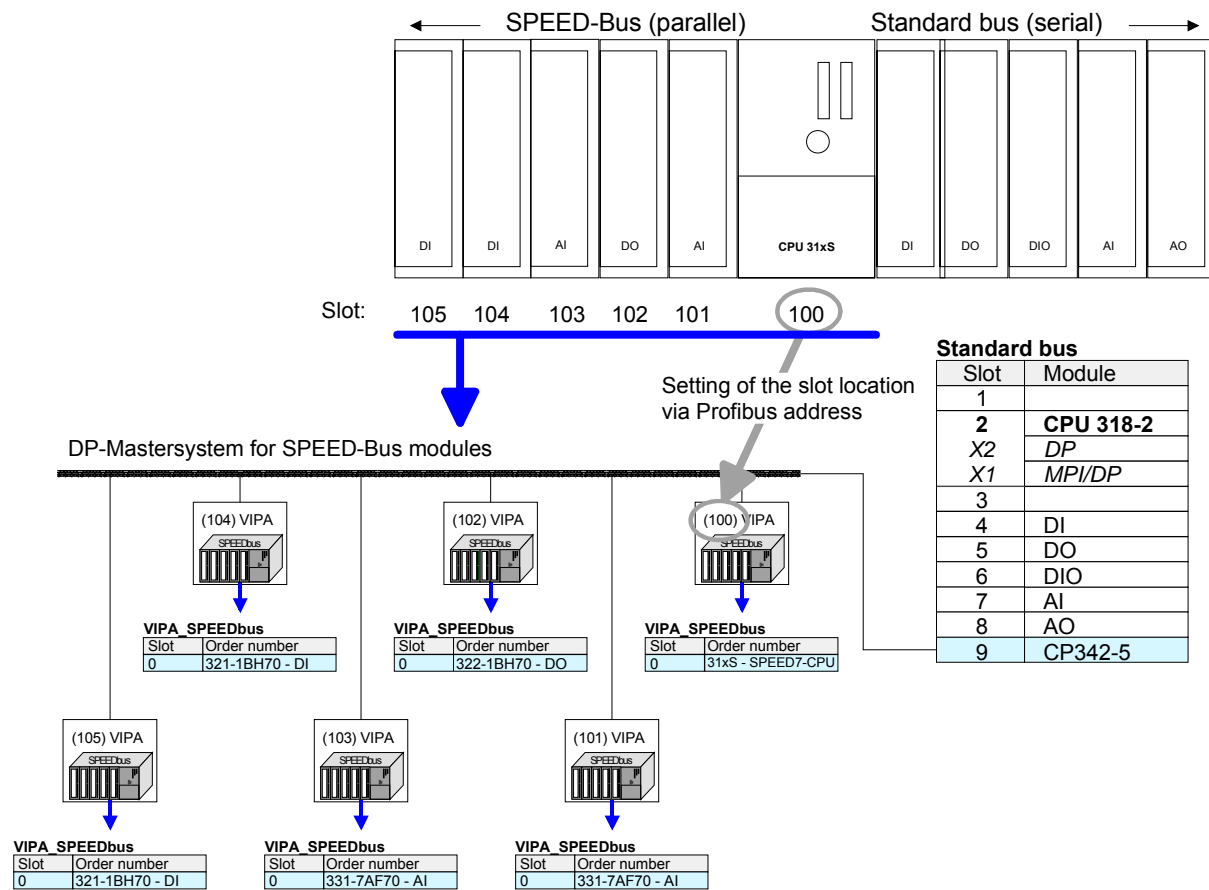 SPEED-Bus (parallel) Standard bus (serial)
DI DI AI DO AI CPU 31xS DI DO DIO AI AO
Slot: 105 104 103 102 101 100
Setting of the slot location
via Profibus address
Standard bus
Slot Module
1
2 CPU 318-2
X2 DP
X1 MPI/DP
3
4 DI
5 DO
6 DIO
7 AI
8 AO
9 CP342-5
DP-Mastersystem for SPEED-Bus modules
(104) VIPA
SPEEDbus
VIPA_SPEEDbus
Slot Order number
0 321-1BH70 - DI
(102) VIPA
SPEEDbus
VIPA_SPEEDbus
Slot Order number
0 322-1BH70 - DO
(100) VIPA
SPEEDbus
VIPA_SPEEDbus
Slot Order number
0 31xS - SPEED7-CPU
(105) VIPA
SPEEDbus
VIPA_SPEEDbus
Slot Order number
0 321-1BH70 - DI
(103) VIPA
SPEEDbus
VIPA_SPEEDbus
Slot Order number
0 331-7AF70 - AI
(101) VIPA
SPEEDbus
VIPA_SPEEDbus
Slot Order number
0 331-7AF70 - AI